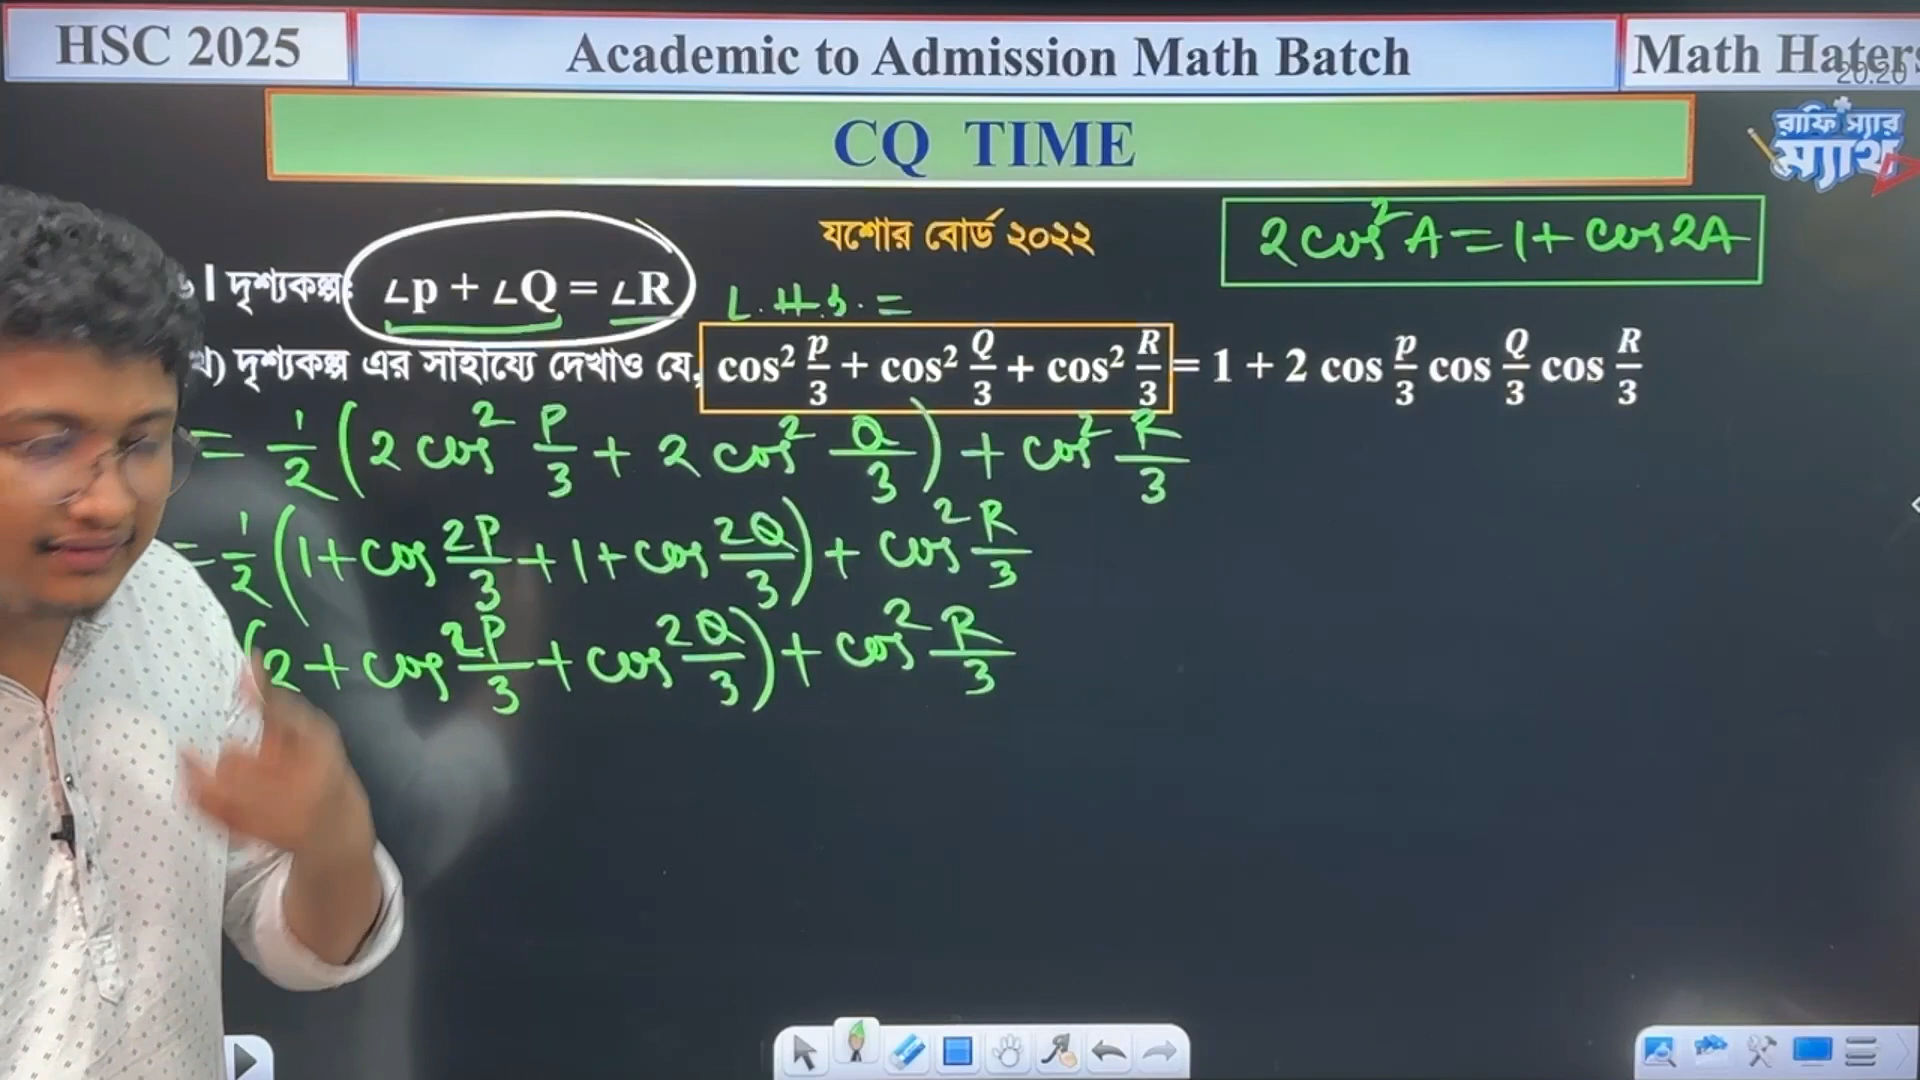 HSC 2025
Academic to Admission Math Batch
Math Haters
20:20
CQ TIME
রাফি স্যার
ম্যাথ
যশোর বোর্ড ২০২২
2cos²A = 1 + cos2A
। দৃশ্যকল্প: ∠p + ∠Q = ∠R
L.H.S. =
খ) দৃশ্যকল্প এর সাহায্যে দেখাও যে, cos² p/3 + cos² Q/3 + cos² R/3 = 1 + 2 cos p/3 cos Q/3 cos R/3
= 1/2 (2cos² P/3 + 2cos² Q/3) + cos² R/3
= 1/2 (1 + cos 2P/3 + 1 + cos 2Q/3) + cos² R/3
(2 + cos 2P/3 + cos 2Q/3) + cos² R/3